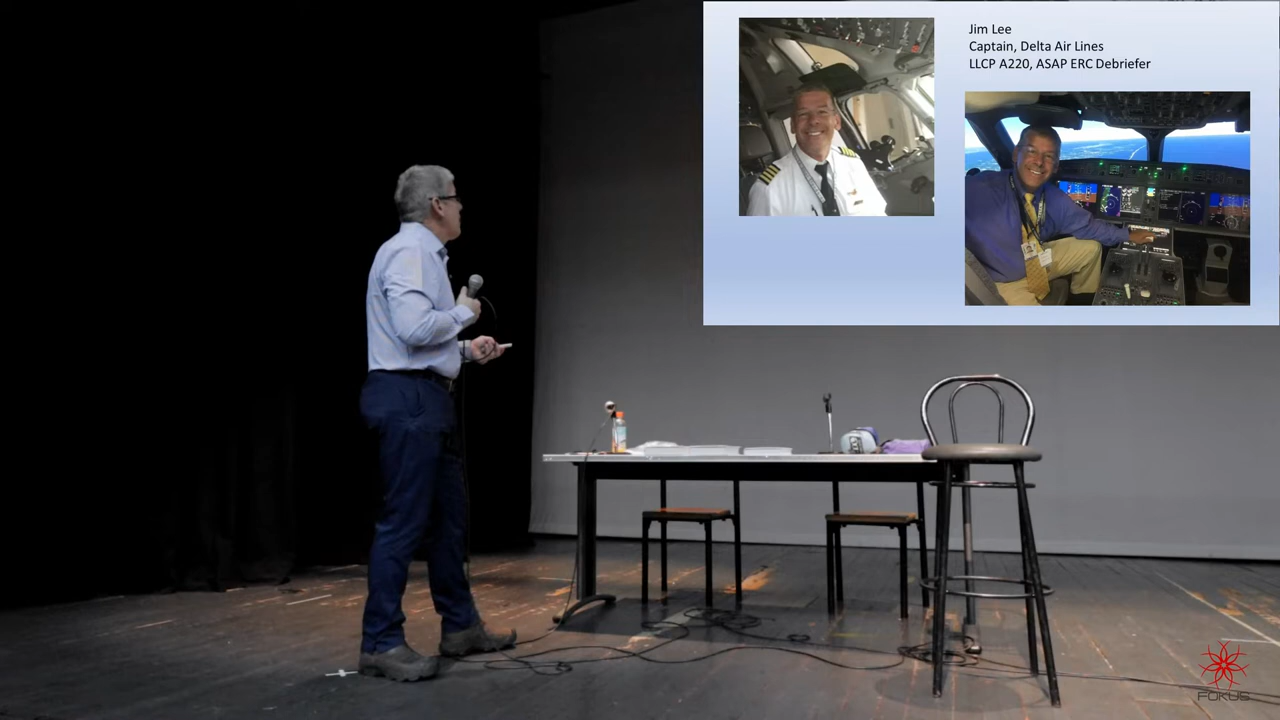 Jim Lee
Captain, Delta Air Lines
LLCP A220, ASAP ERC Debriefer
FOKUS